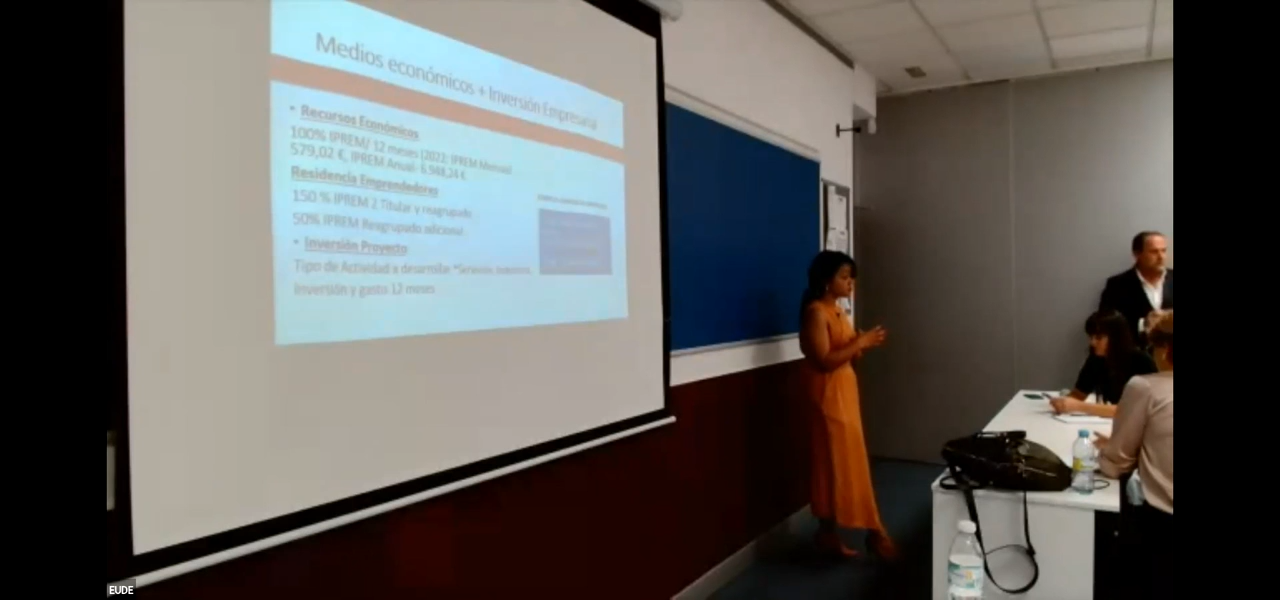 Medios económicos + Inversión Empresarial
• Recursos Económicos
100% IPREM/ 12 meses (2022: IPREM Mensual
579,02 €, IPREM Anual: 6.948,24 €
Residencia Emprendedores
150 % IPREM 2 Titular y reagrupado
50% IPREM Reagrupado adicional
• Inversión Proyecto
Tipo de Actividad a desarrollar *Servicios
Inversión y gasto 12 meses
EUDE